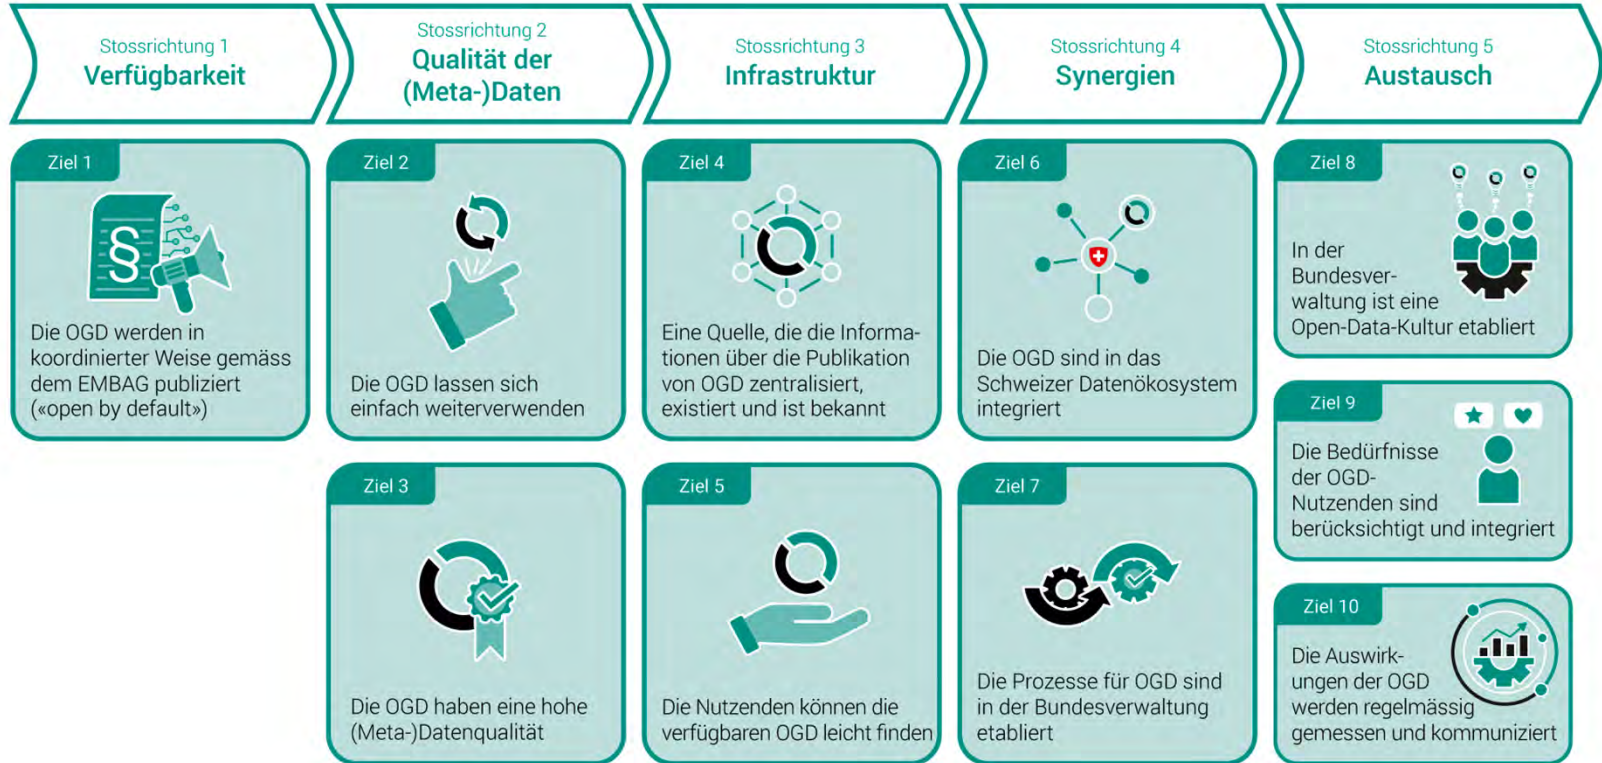 Stossrichtung 1
Verfügbarkeit
Stossrichtung 2
Qualität der
(Meta-)Daten
Stossrichtung 3
Infrastruktur
Stossrichtung 4
Synergien
Stossrichtung 5
Austausch
Ziel 1
§
Die OGD werden in
koordinierter Weise gemäss
dem EMBAG publiziert
(«open by default»)
Ziel 2
Die OGD lassen sich
einfach weiterverwenden
Ziel 3
Die OGD haben eine hohe
(Meta-)Datenqualität
Ziel 4
Eine Quelle, die die Informa-
tionen über die Publikation
von OGD zentralisiert,
existiert und ist bekannt
Ziel 5
Die Nutzenden können die
verfügbaren OGD leicht finden
Ziel 6
Die OGD sind in das
Schweizer Datenökosystem
integriert
Ziel 7
Die Prozesse für OGD sind
in der Bundesverwaltung
etabliert
Ziel 8
In der
Bundesver-
waltung ist eine
Open-Data-Kultur etabliert
Ziel 9
Die Bedürfnisse
der OGD-
Nutzenden sind
berücksichtigt und integriert
Ziel 10
Die Auswirk-
ungen der OGD
werden regelmässig
gemessen und kommuniziert